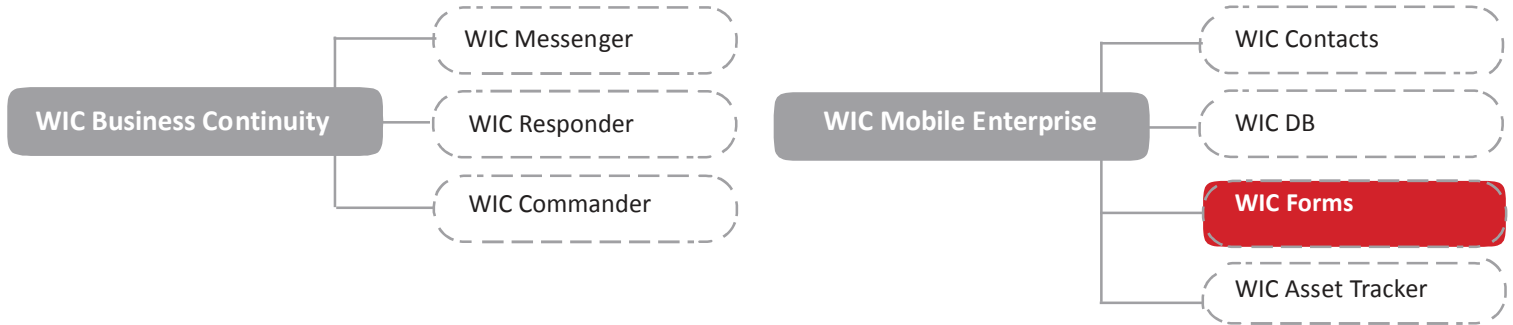 WIC Business Continuity
WIC Messenger
WIC Responder
WIC Commander
WIC Mobile Enterprise
WIC Contacts
WIC DB
WIC Forms
WIC Asset Tracker